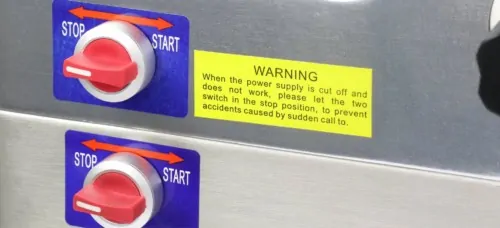 STOP
START
WARNING
When the power supply is cut off and
does not work, please let the two
switch in the stop position, to prevent
accidents caused by sudden call to.
STOP
START